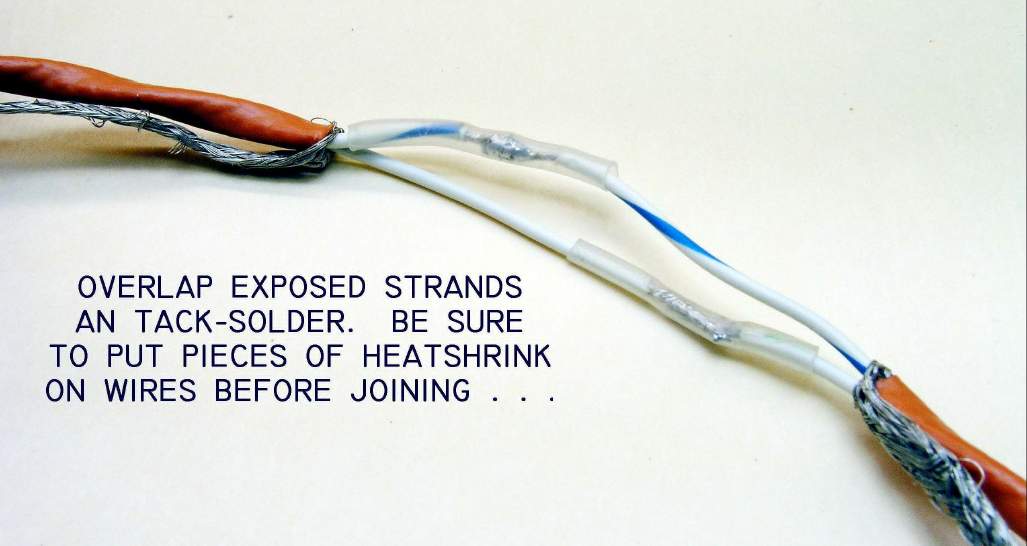 OVERLAP EXPOSED STRANDS
AN TACK-SOLDER. BE SURE
TO PUT PIECES OF HEATSHRINK
ON WIRES BEFORE JOINING . . .